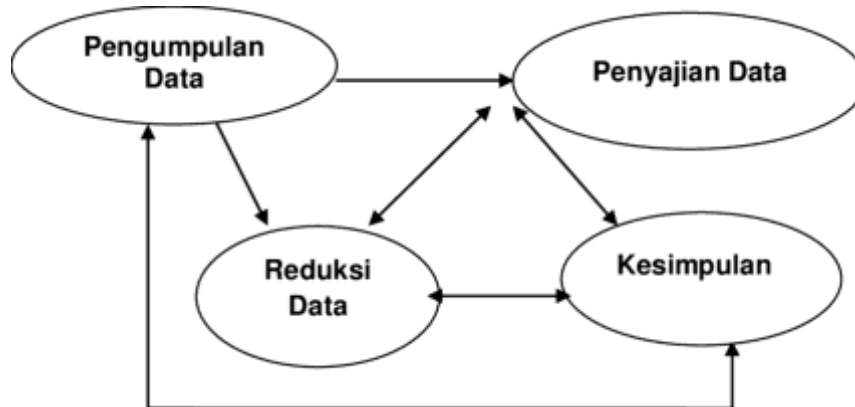 Pengumpulan
Data
Penyajian Data
Reduksi
Data
Kesimpulan